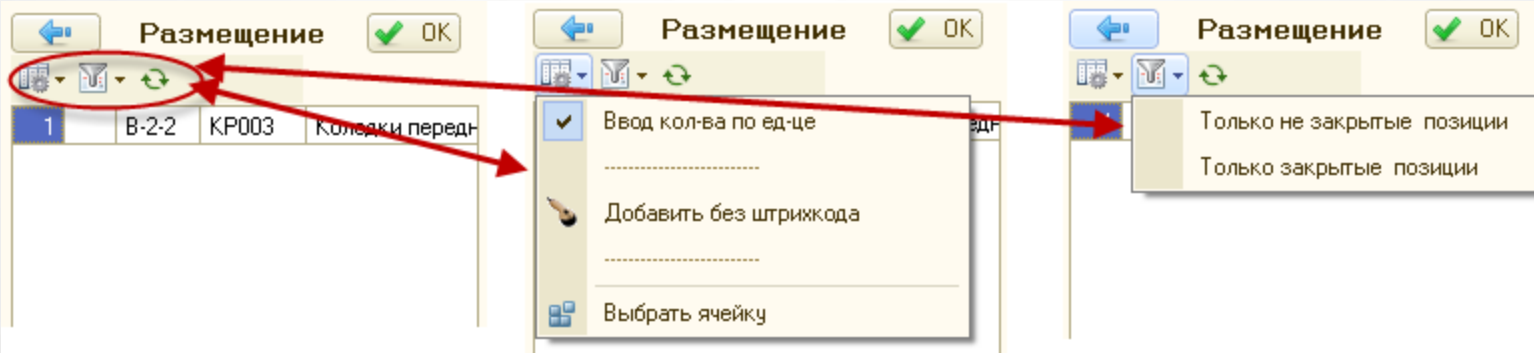 Размещение OK
1 В-2-2 КР003 Колодки передн
Размещение OK
Ввод кол-ва по ед-це
-------------------------
Добавить без штрихкода
-------------------------
Выбрать ячейку
Размещение OK
Только не закрытые позиции
Только закрытые позиции